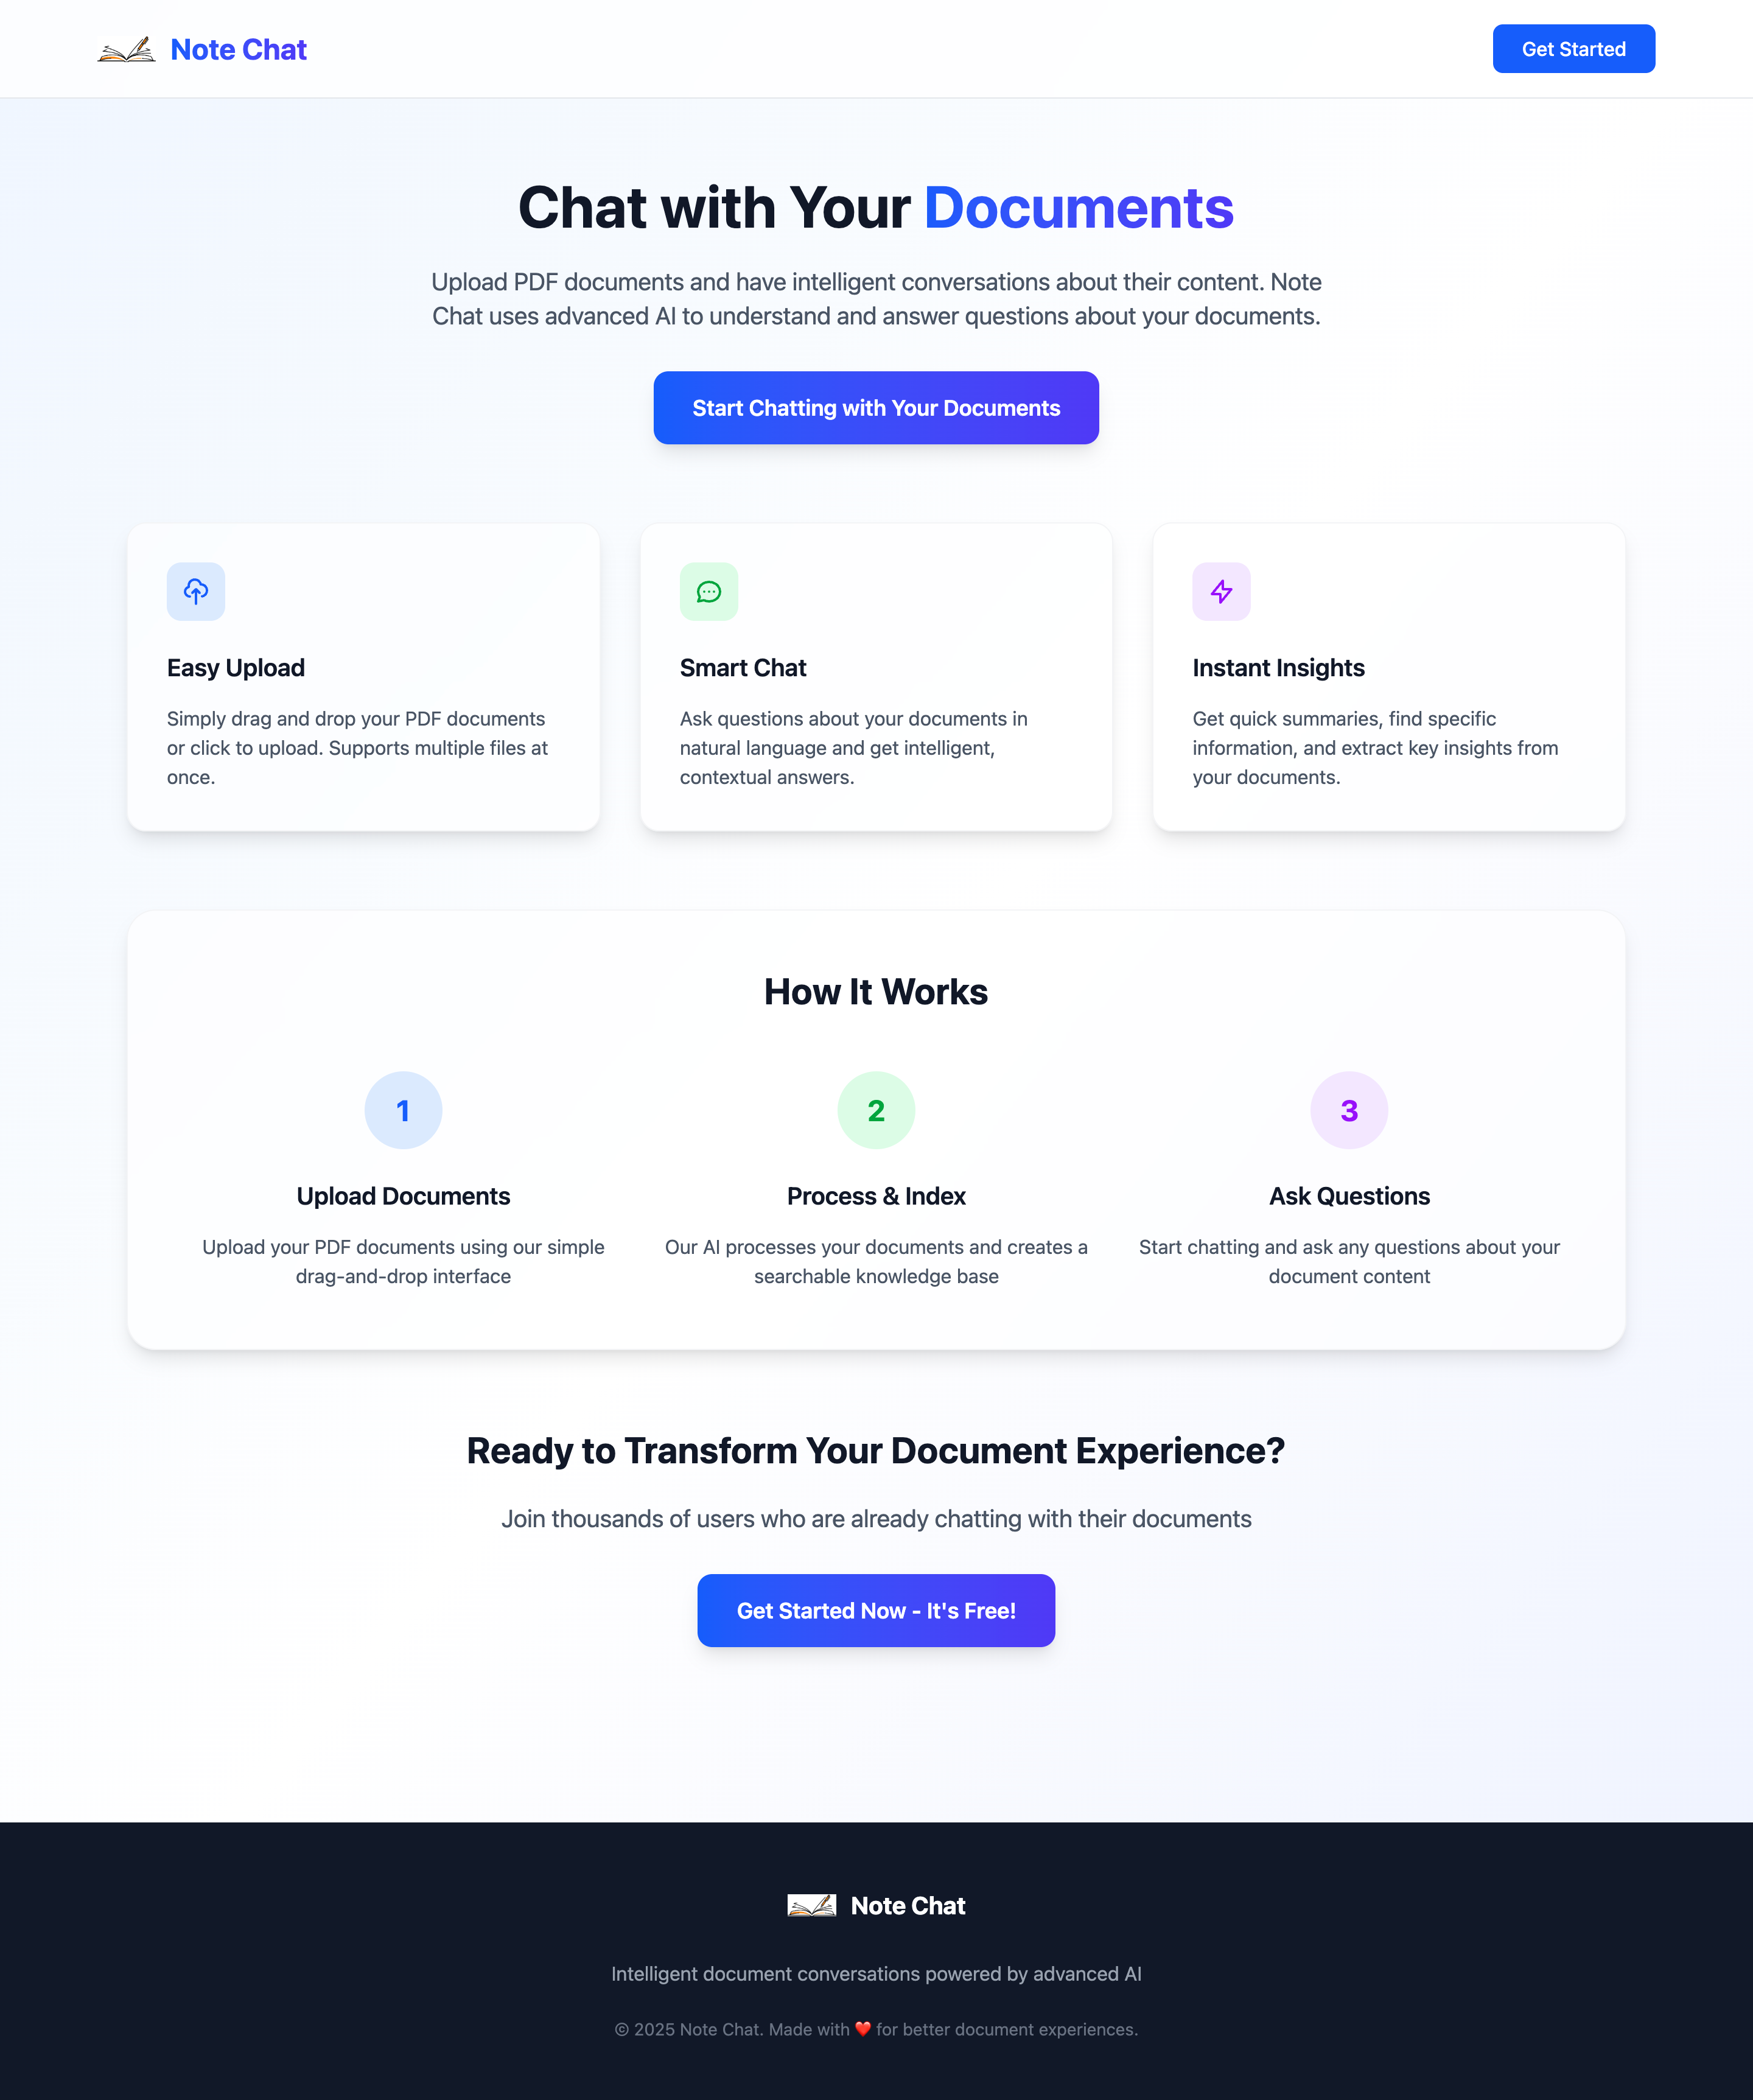 Note Chat
Get Started
Chat with Your Documents
Upload PDF documents and have intelligent conversations about their content. Note
Chat uses advanced AI to understand and answer questions about your documents.
Start Chatting with Your Documents
Easy Upload
Simply drag and drop your PDF documents
or click to upload. Supports multiple files at
once.
Smart Chat
Ask questions about your documents in
natural language and get intelligent,
contextual answers.
Instant Insights
Get quick summaries, find specific
information, and extract key insights from
your documents.
How It Works
1
Upload Documents
Upload your PDF documents using our simple
drag-and-drop interface
2
Process & Index
Our AI processes your documents and creates a
searchable knowledge base
3
Ask Questions
Start chatting and ask any questions about your
document content
Ready to Transform Your Document Experience?
Join thousands of users who are already chatting with their documents
Get Started Now - It's Free!
Note Chat
Intelligent document conversations powered by advanced AI
© 2025 Note Chat. Made with ❤️ for better document experiences.